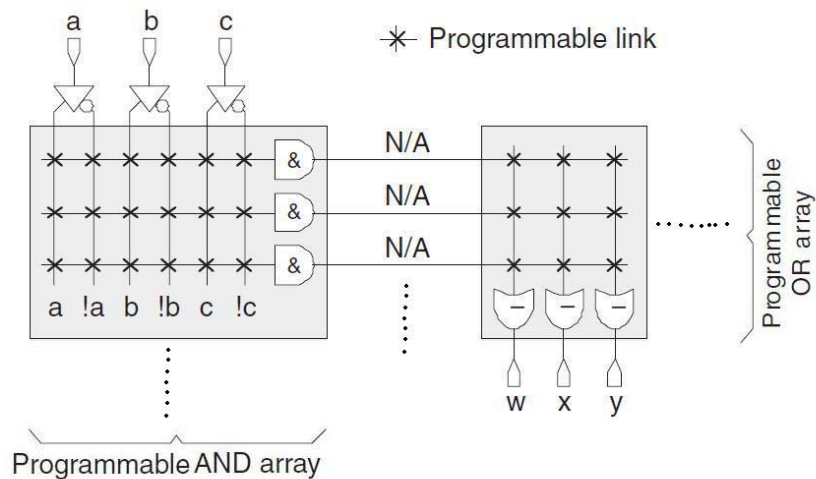 a b c
Programmable link
N/A
&
N/A
&
N/A
&
a !a b !b c !c
w x y
Programmable AND array
Programmable
OR array